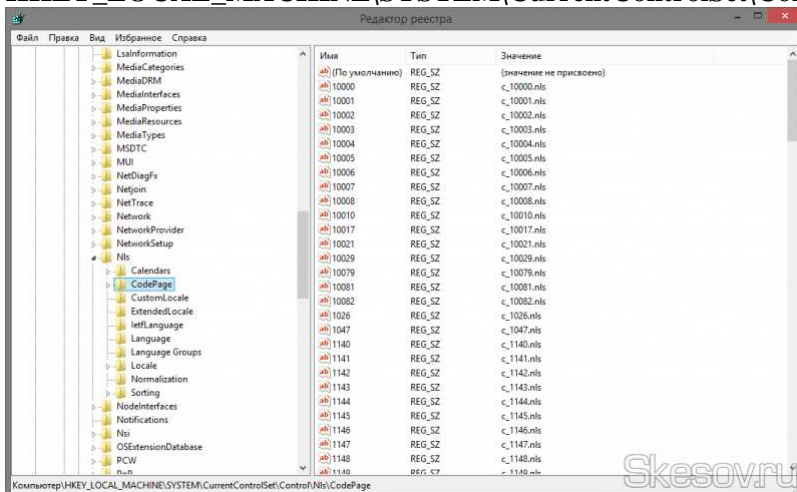 Редактор реестра
Файл Правка Вид Избранное Справка
LsaInformation
MediaCategories
MediaDRM
MediaInterfaces
MediaProperties
MediaResources
MediaTypes
MSDTC
MUI
NetDiagFx
Netjoin
NetTrace
Network
NetworkProvider
NetworkSetup
Nls
Calendars
CodePage
CustomLocale
ExtendedLocale
IetfLanguage
Language
Language Groups
Locale
Normalization
Sorting
NodeInterfaces
Notifications
Nsi
OSExtensionDatabase
PCW
PnP
Имя Тип Значение
(По умолчанию) REG_SZ (значение не присвоено)
10000 REG_SZ c_10000.nls
10001 REG_SZ c_10001.nls
10002 REG_SZ c_10002.nls
10003 REG_SZ c_10003.nls
10004 REG_SZ c_10004.nls
10005 REG_SZ c_10005.nls
10006 REG_SZ c_10006.nls
10007 REG_SZ c_10007.nls
10008 REG_SZ c_10008.nls
10010 REG_SZ c_10010.nls
10017 REG_SZ c_10017.nls
10021 REG_SZ c_10021.nls
10029 REG_SZ c_10029.nls
10079 REG_SZ c_10079.nls
10081 REG_SZ c_10081.nls
10082 REG_SZ c_10082.nls
1026 REG_SZ c_1026.nls
1047 REG_SZ c_1047.nls
1140 REG_SZ c_1140.nls
1141 REG_SZ c_1141.nls
1142 REG_SZ c_1142.nls
1143 REG_SZ c_1143.nls
1144 REG_SZ c_1144.nls
1145 REG_SZ c_1145.nls
1146 REG_SZ c_1146.nls
1147 REG_SZ c_1147.nls
1148 REG_SZ c_1148.nls
1149 REG_SZ c_1149.nls
Компьютер\HKEY_LOCAL_MACHINE\SYSTEM\CurrentControlSet\Control\Nls\CodePage
Skesov.ru